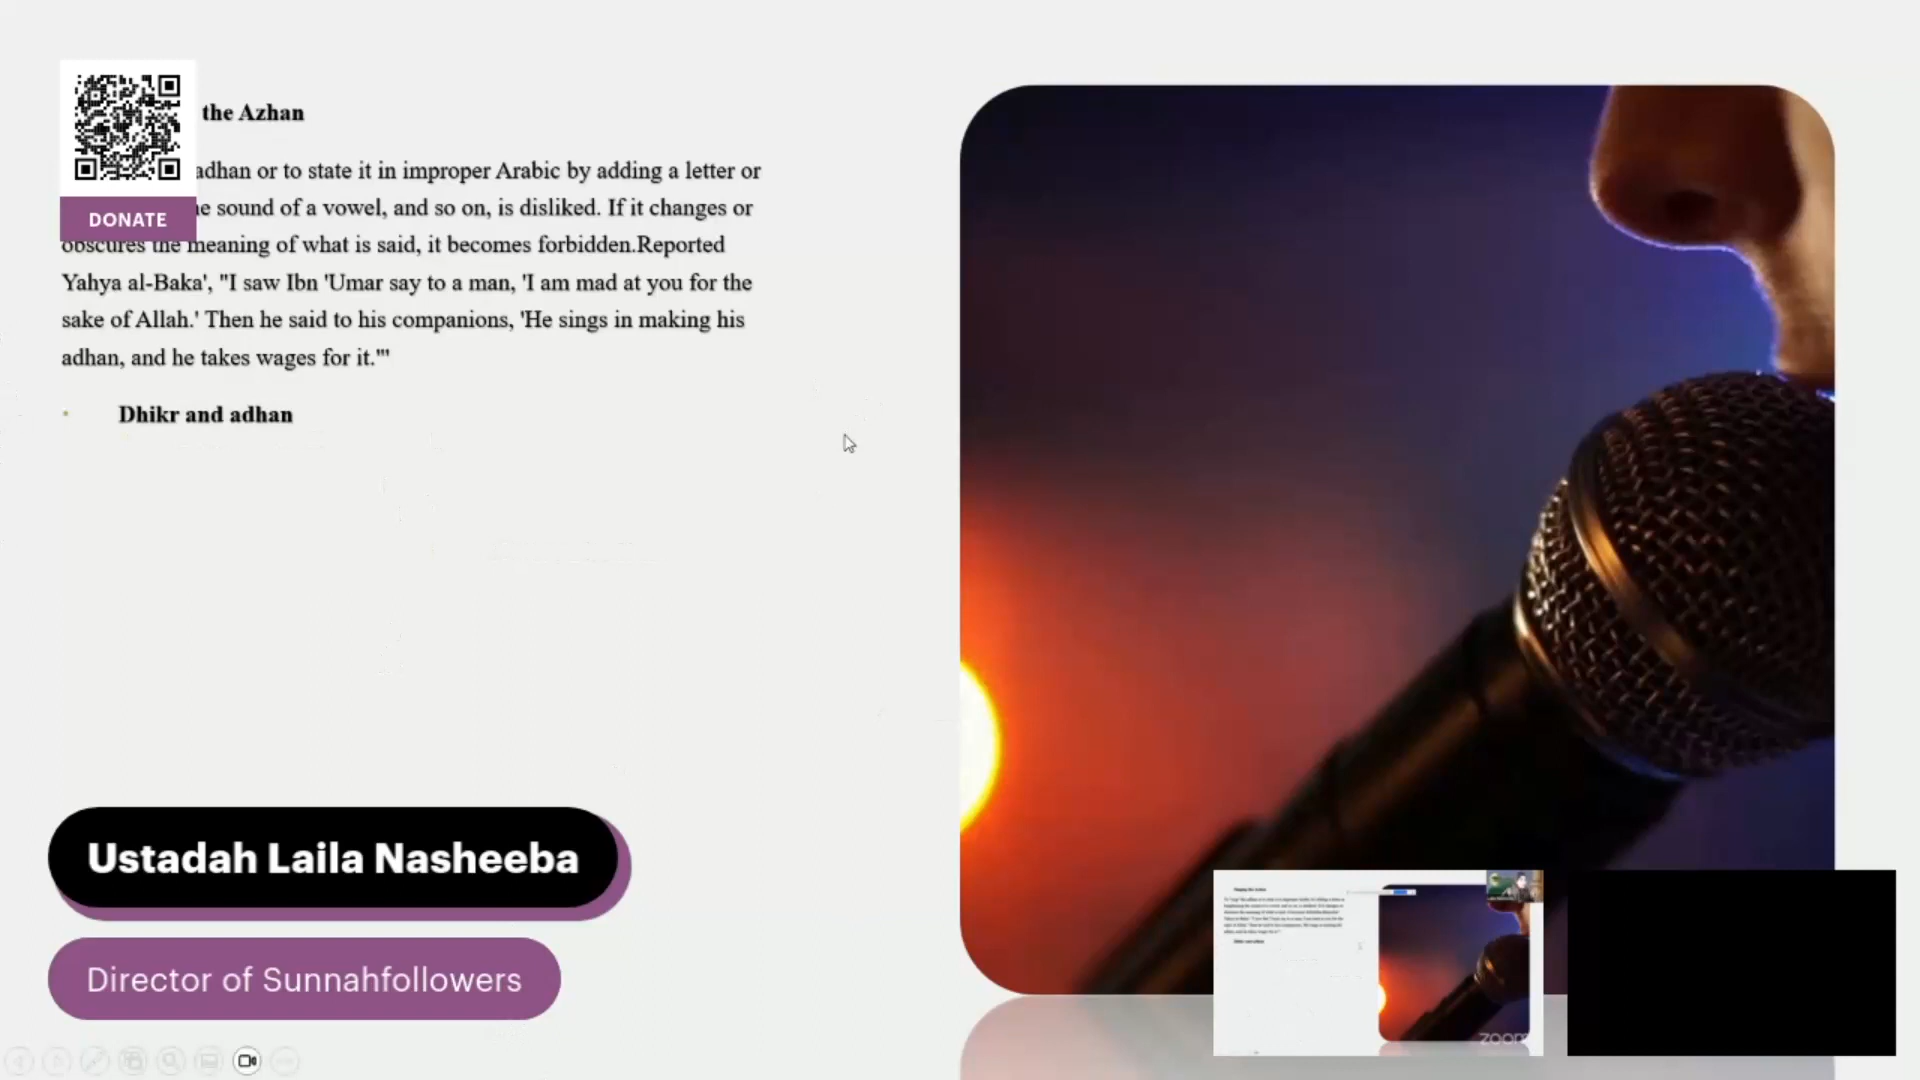 the Azhan
adhan or to state it in improper Arabic by adding a letter or
e sound of a vowel, and so on, is disliked. If it changes or
DONATE
obscures the meaning of what is said, it becomes forbidden.Reported
Yahya al-Baka', "I saw Ibn 'Umar say to a man, 'I am mad at you for the
sake of Allah.' Then he said to his companions, 'He sings in making his
adhan, and he takes wages for it."'
• Dhikr and adhan
Ustadah Laila Nasheeba
Director of Sunnahfollowers
zoom